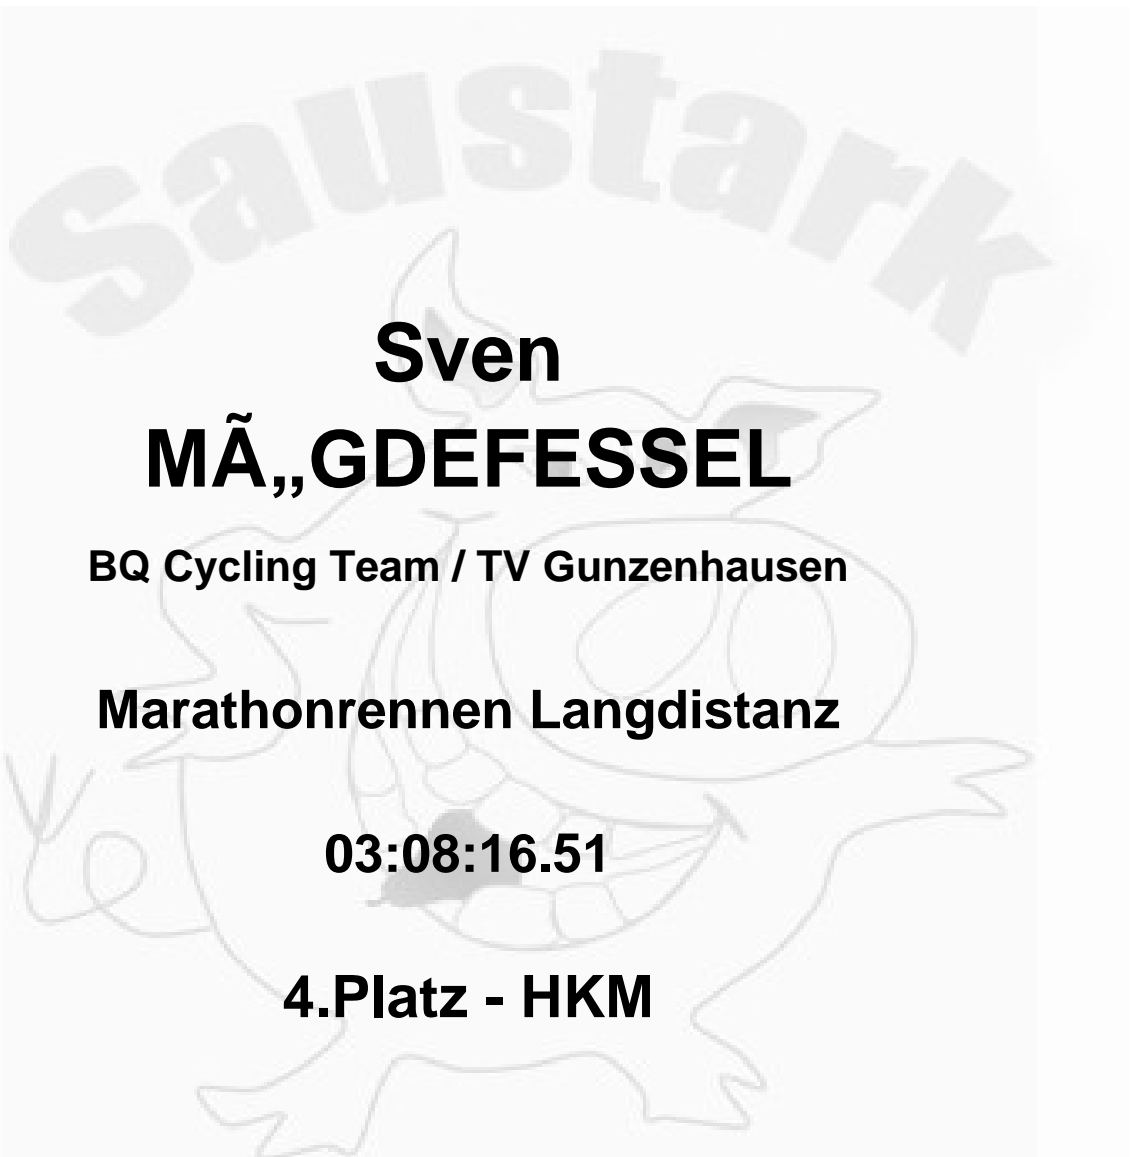 Saustark
Sven
MÃ„GDEFESSEL
BQ Cycling Team / TV Gunzenhausen
Marathonrennen Langdistanz
03:08:16.51
4.Platz - HKM